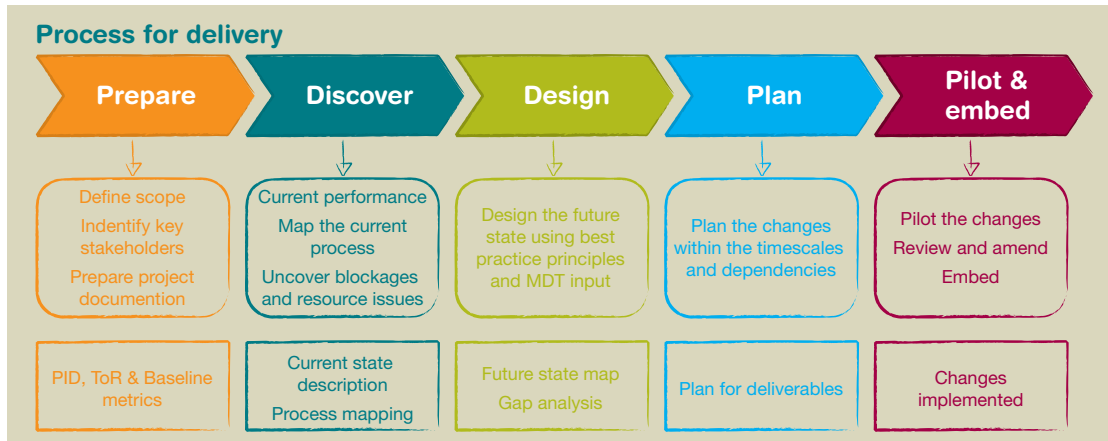 Process for delivery
Prepare
Discover
Design
Plan
Pilot &
embed
Define scope
Indentify key
stakeholders
Prepare project
documention
Current performance
Map the current
process
Uncover blockages
and resource issues
Design the future
state using best
practice principles
and MDT input
Plan the changes
within the timescales
and dependencies
Pilot the changes
Review and amend
Embed
PID, ToR & Baseline
metrics
Current state
description
Process mapping
Future state map
Gap analysis
Plan for deliverables
Changes
implemented